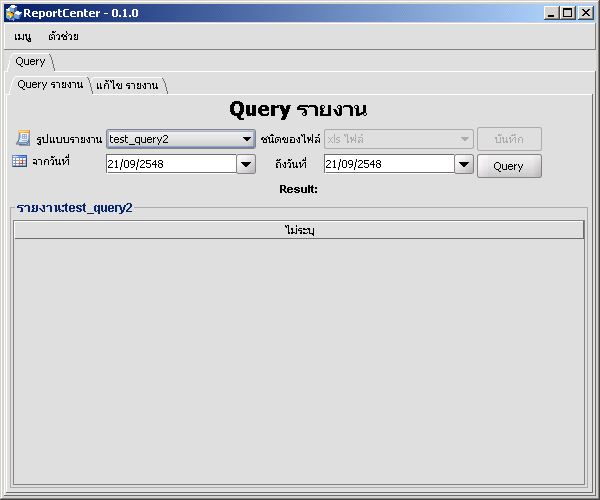 ReportCenter - 0.1.0
เมนู ตัวช่วย
Query
Query รายงาน แก้ไข รายงาน
Query รายงาน
รูปแบบรายงาน test_query2 ชนิดของไฟล์ xls ไฟล์ บันทึก
จากวันที่ 21/09/2548 ถึงวันที่ 21/09/2548 Query
Result:
รายงาน:test_query2
ไม่ระบุ